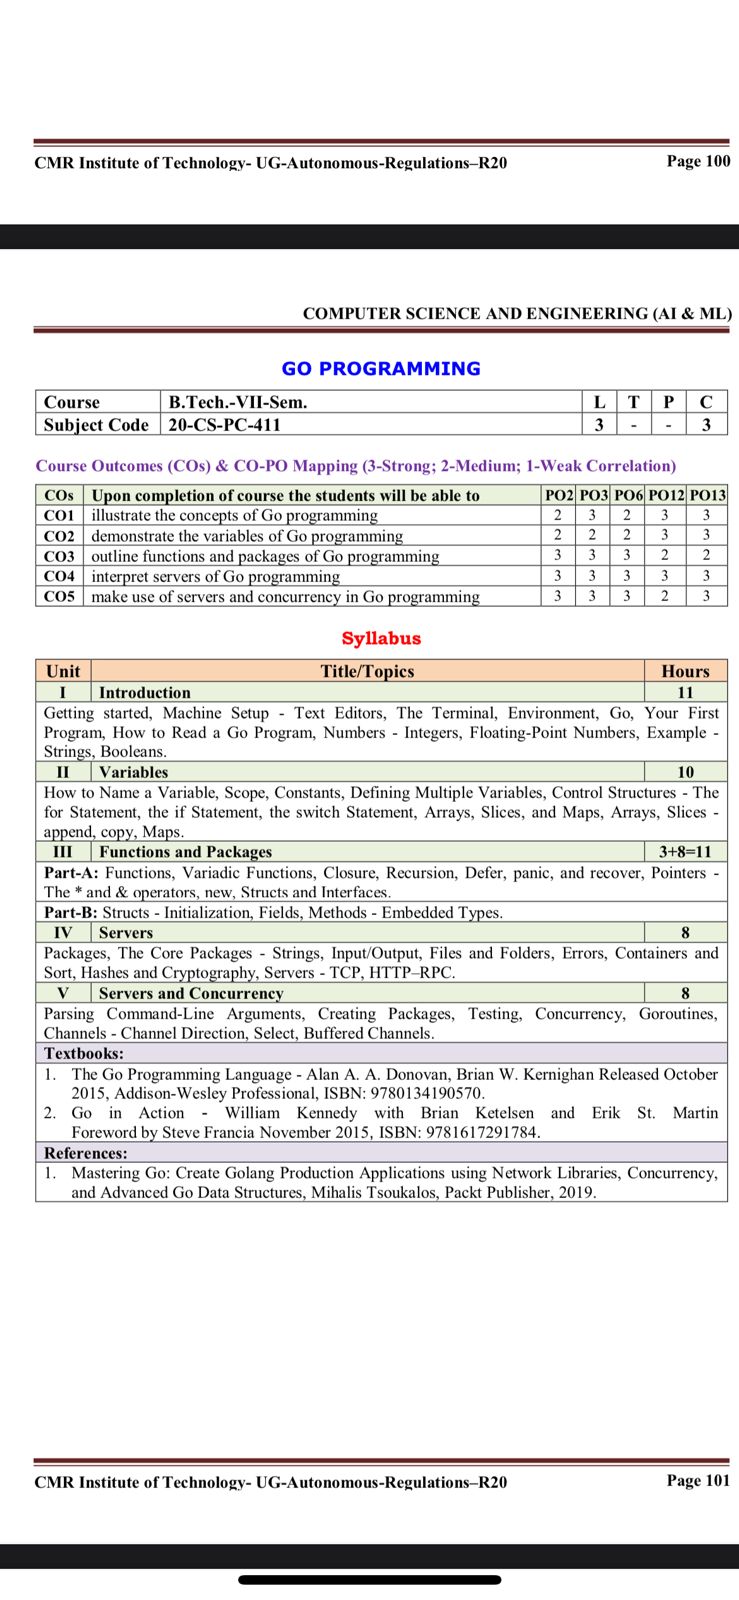 CMR Institute of Technology- UG-Autonomous-Regulations–R20 Page 100
COMPUTER SCIENCE AND ENGINEERING (AI & ML)
GO PROGRAMMING
Course B.Tech.-VII-Sem. L T P C
Subject Code 20-CS-PC-411 3 - - 3
Course Outcomes (COs) & CO-PO Mapping (3-Strong; 2-Medium; 1-Weak Correlation)
COs Upon completion of course the students will be able to PO2 PO3 PO6 PO12 PO13
CO1 illustrate the concepts of Go programming 2 3 2 3 3
CO2 demonstrate the variables of Go programming 2 2 2 3 3
CO3 outline functions and packages of Go programming 3 3 3 2 2
CO4 interpret servers of Go programming 3 3 3 3 3
CO5 make use of servers and concurrency in Go programming 3 3 3 2 3
Syllabus
Unit Title/Topics Hours
I Introduction 11
Getting started, Machine Setup - Text Editors, The Terminal, Environment, Go, Your First
Program, How to Read a Go Program, Numbers - Integers, Floating-Point Numbers, Example -
Strings, Booleans.
II Variables 10
How to Name a Variable, Scope, Constants, Defining Multiple Variables, Control Structures - The
for Statement, the if Statement, the switch Statement, Arrays, Slices, and Maps, Arrays, Slices -
append, copy, Maps.
III Functions and Packages 3+8=11
Part-A: Functions, Variadic Functions, Closure, Recursion, Defer, panic, and recover, Pointers -
The * and & operators, new, Structs and Interfaces.
Part-B: Structs - Initialization, Fields, Methods - Embedded Types.
IV Servers 8
Packages, The Core Packages - Strings, Input/Output, Files and Folders, Errors, Containers and
Sort, Hashes and Cryptography, Servers - TCP, HTTP–RPC.
V Servers and Concurrency 8
Parsing Command-Line Arguments, Creating Packages, Testing, Concurrency, Goroutines,
Channels - Channel Direction, Select, Buffered Channels.
Textbooks:
1. The Go Programming Language - Alan A. A. Donovan, Brian W. Kernighan Released October
2015, Addison-Wesley Professional, ISBN: 9780134190570.
2. Go in Action - William Kennedy with Brian Ketelsen and Erik St. Martin
Foreword by Steve Francia November 2015, ISBN: 9781617291784.
References:
1. Mastering Go: Create Golang Production Applications using Network Libraries, Concurrency,
and Advanced Go Data Structures, Mihalis Tsoukalos, Packt Publisher, 2019.
CMR Institute of Technology- UG-Autonomous-Regulations–R20 Page 101